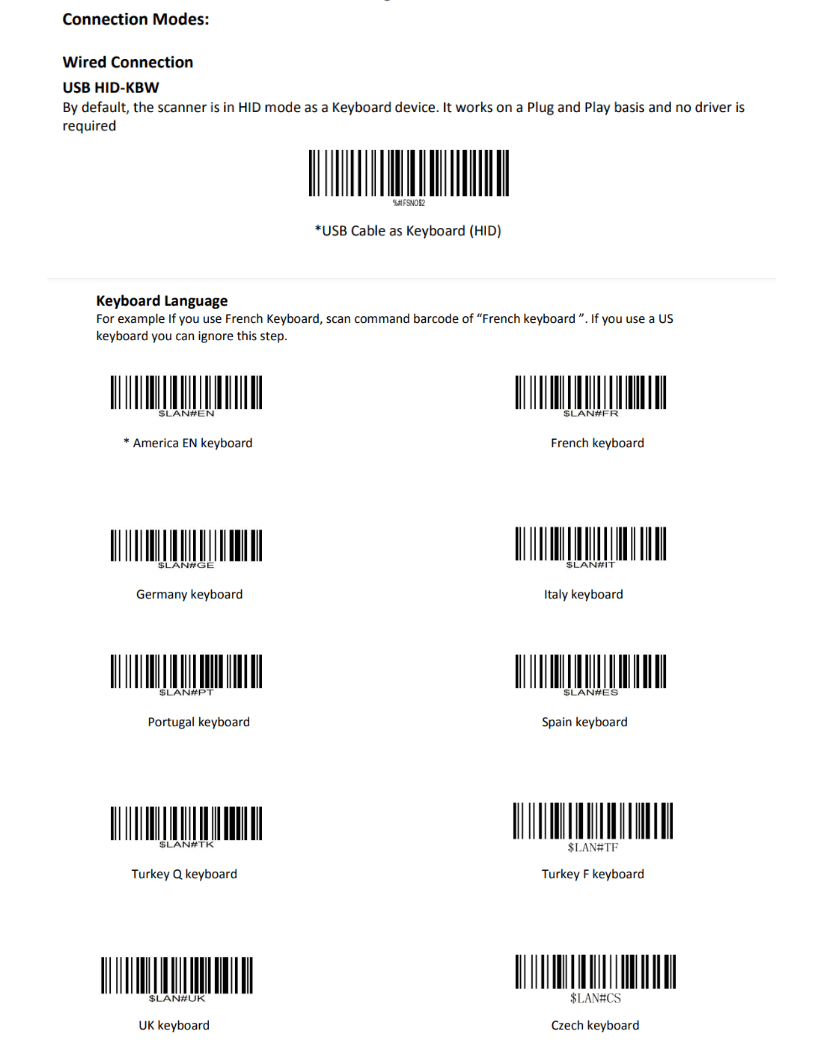 Connection Modes:
Wired Connection
USB HID-KBW
By default, the scanner is in HID mode as a Keyboard device. It works on a Plug and Play basis and no driver is
required
%#IFSNO$2
*USB Cable as Keyboard (HID)
Keyboard Language
For example If you use French Keyboard, scan command barcode of “French keyboard ”. If you use a US
keyboard you can ignore this step.
$LAN#EN
$LAN#FR
* America EN keyboard
French keyboard
$LAN#GE
$LAN#IT
Germany keyboard
Italy keyboard
$LAN#PT
$LAN#ES
Portugal keyboard
Spain keyboard
$LAN#TK
$LAN#TF
Turkey Q keyboard
Turkey F keyboard
$LAN#UK
$LAN#CS
UK keyboard
Czech keyboard